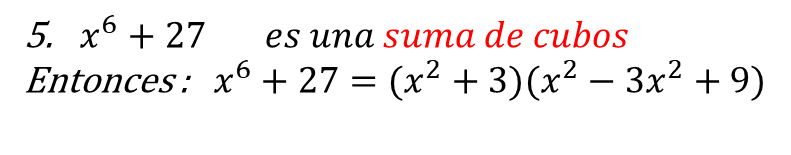 5. x⁶ + 27 es una suma de cubos
Entonces: x⁶ + 27 = (x² + 3)(x² − 3x² + 9)